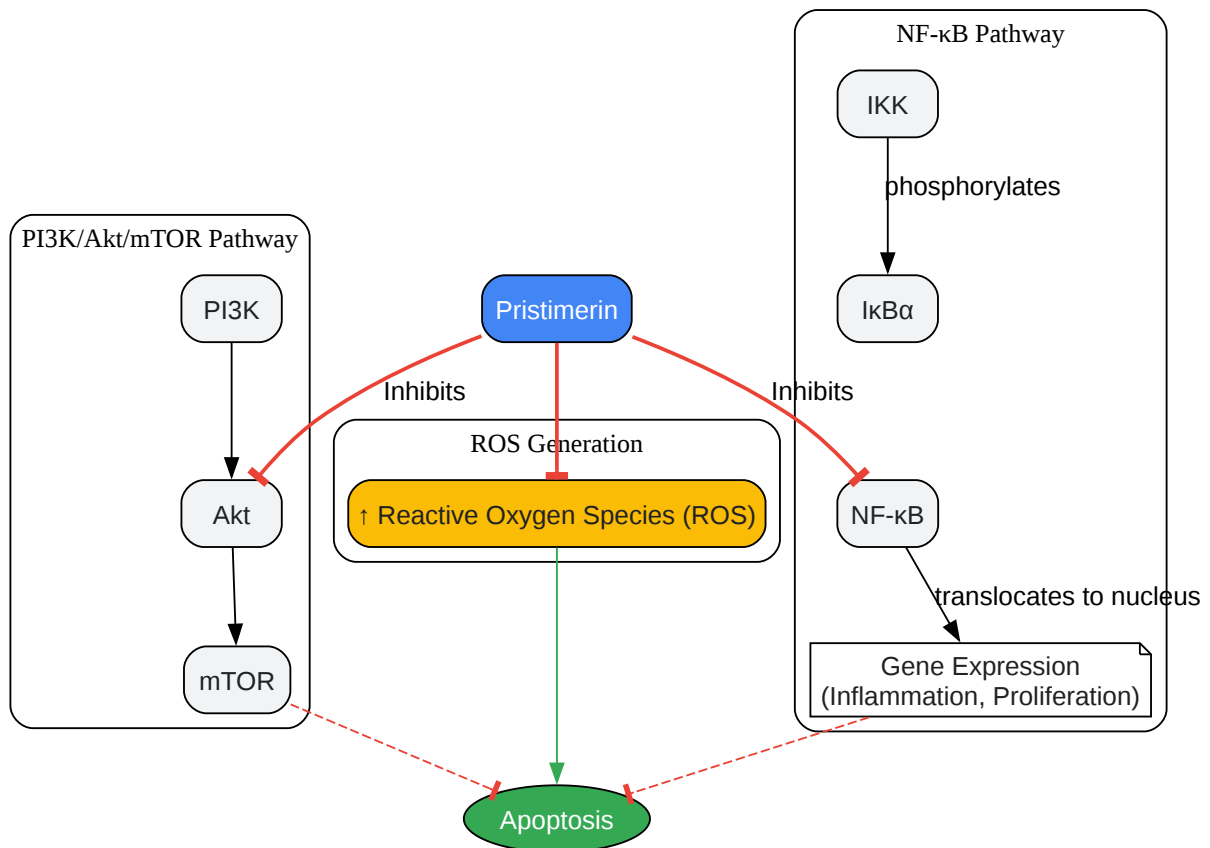 NF-κB Pathway
IKK
phosphorylates
PI3K/Akt/mTOR Pathway
PI3K
Pristimerin
IκBα
Inhibits
Inhibits
ROS Generation
Akt
↑ Reactive Oxygen Species (ROS)
NF-κB
translocates to nucleus
mTOR
Gene Expression
(Inflammation, Proliferation)
Apoptosis